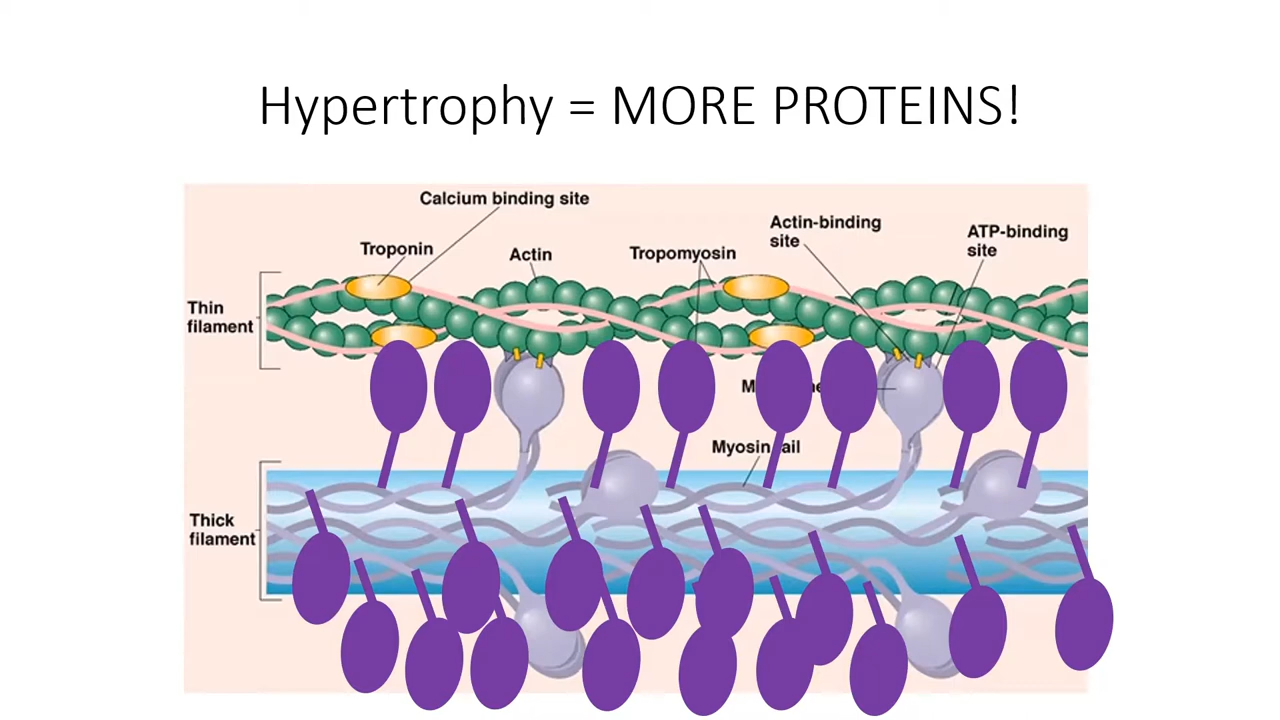 Hypertrophy = MORE PROTEINS!
Calcium binding site
Troponin
Actin
Tropomyosin
Actin-binding
site
ATP-binding
site
Thin
filament
Myosin ail
Thick
filament